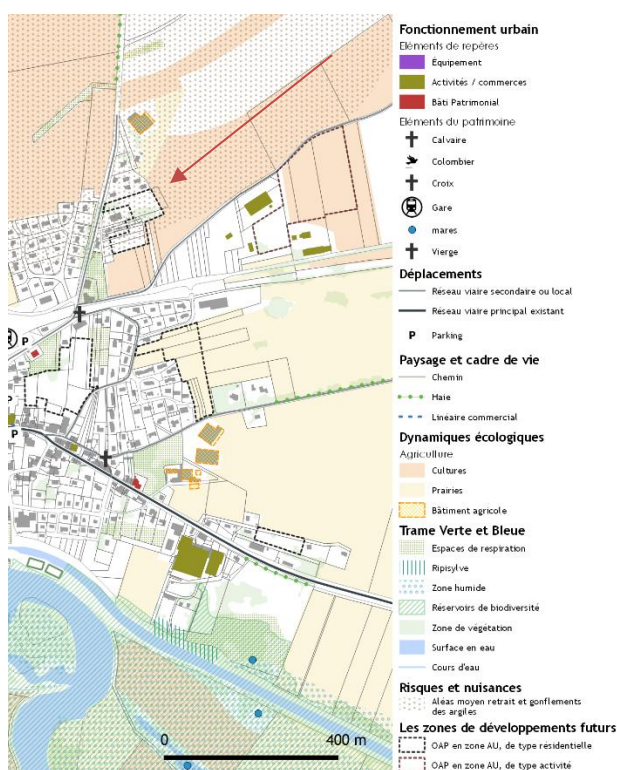 Fonctionnement urbain
Eléments de repères
Équipement
Activités / commerces
Bâti Patrimonial
Eléments du patrimoine
Calvaire
Colombier
Croix
Gare
mares
Vierge
Déplacements
Réseau viaire secondaire ou local
Réseau viaire principal existant
P Parking
Paysage et cadre de vie
Chemin
Haie
Linéaire commercial
Dynamiques écologiques
Agriculture
Cultures
Prairies
Bâtiment agricole
Trame Verte et Bleue
Espaces de respiration
Ripisylve
Zone humide
Réservoirs de biodiversité
Zone de végétation
Surface en eau
Cours d'eau
Risques et nuisances
Aléas moyen retrait et gonflements
des argiles
Les zones de développements futurs
OAP en zone AU, de type résidentielle
OAP en zone AU, de type activité
P
P
0 400 m